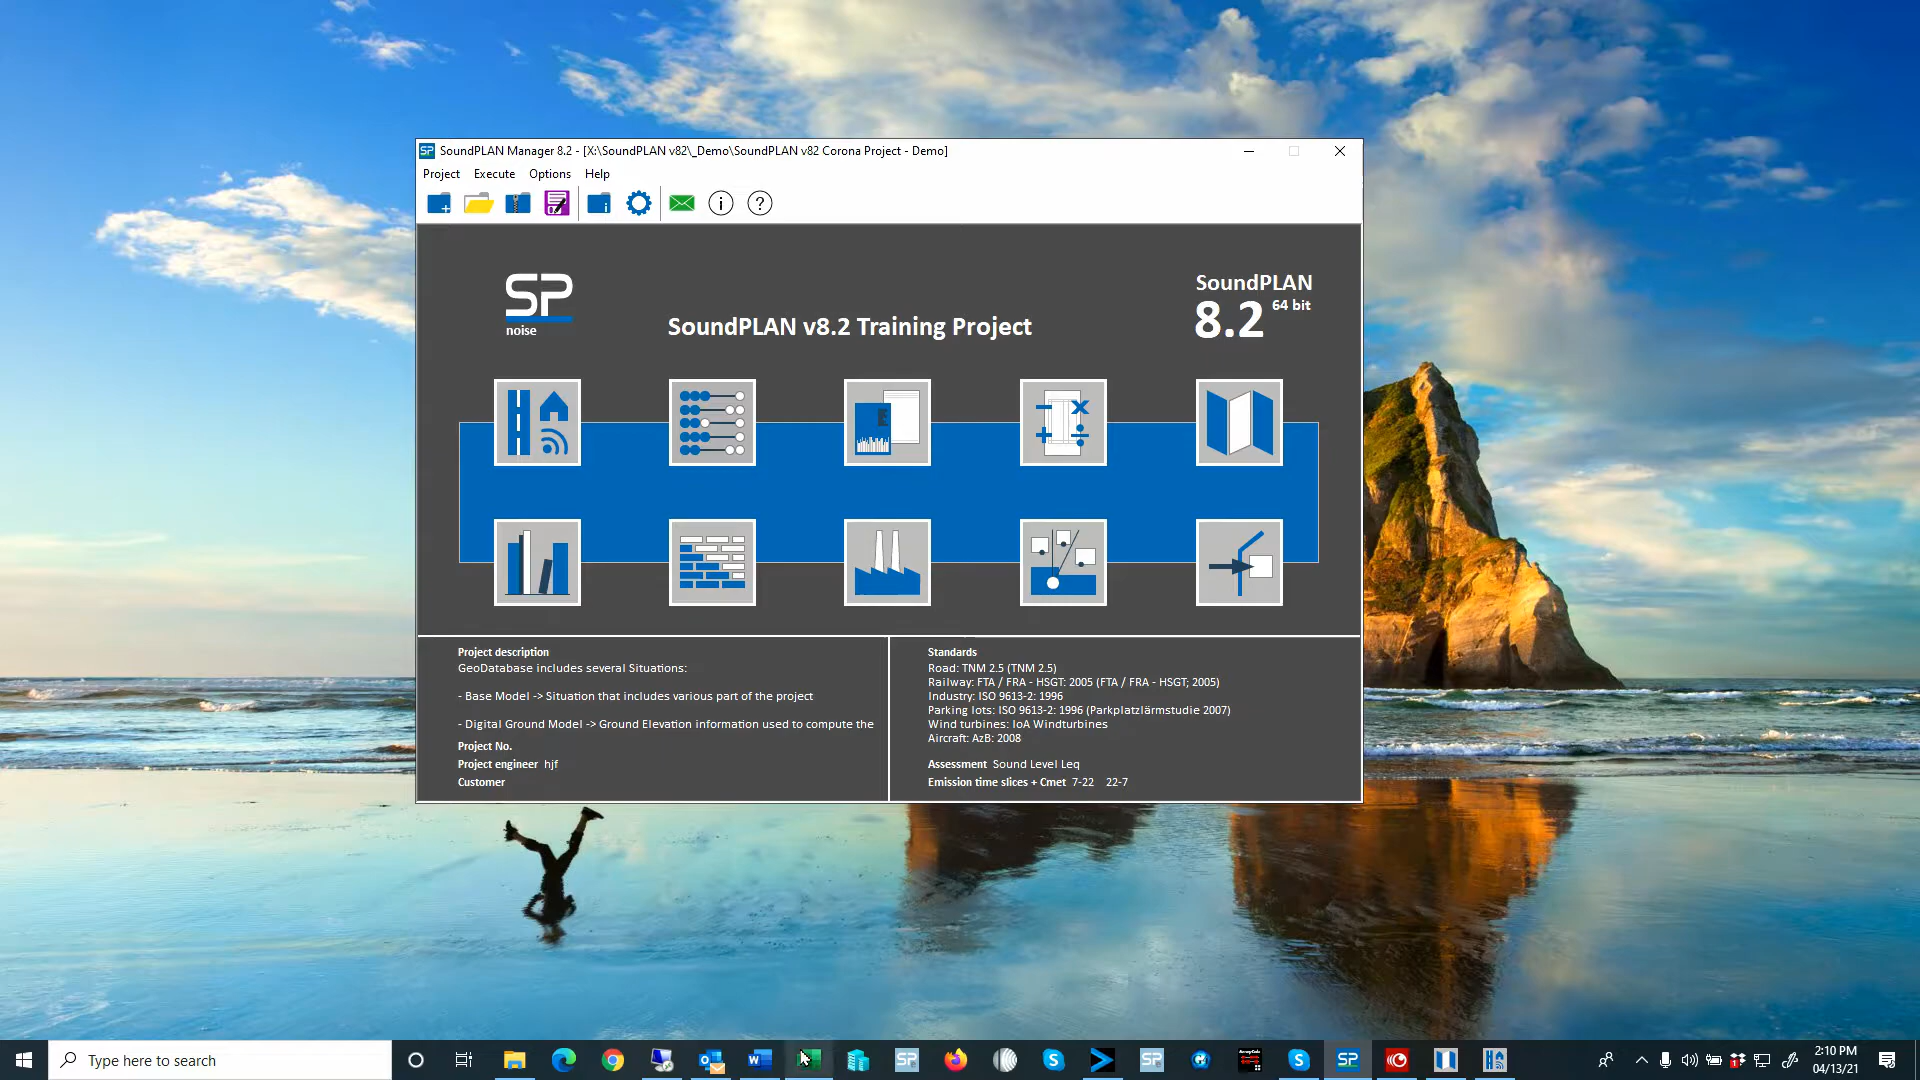 SoundPLAN Manager 8.2 - [X:\SoundPLAN v82\_Demo\SoundPLAN v82 Corona Project - Demo]
Project Execute Options Help
SP
noise
SoundPLAN v8.2 Training Project
SoundPLAN
8.2 64 bit
Project description
GeoDatabase includes several Situations:
- Base Model -> Situation that includes various part of the project
- Digital Ground Model -> Ground Elevation information used to compute the
Project No.
Project engineer hjf
Customer
Standards
Road: TNM 2.5 (TNM 2.5)
Railway: FTA / FRA - HSGT: 2005 (FTA / FRA - HSGT; 2005)
Industry: ISO 9613-2: 1996
Parking lots: ISO 9613-2: 1996 (Parkplatzlärmstudie 2007)
Wind turbines: IoA Windturbines
Aircraft: AzB: 2008
Assessment Sound Level Leq
Emission time slices + Cmet 7-22 22-7
Type here to search
2:10 PM
04/13/21